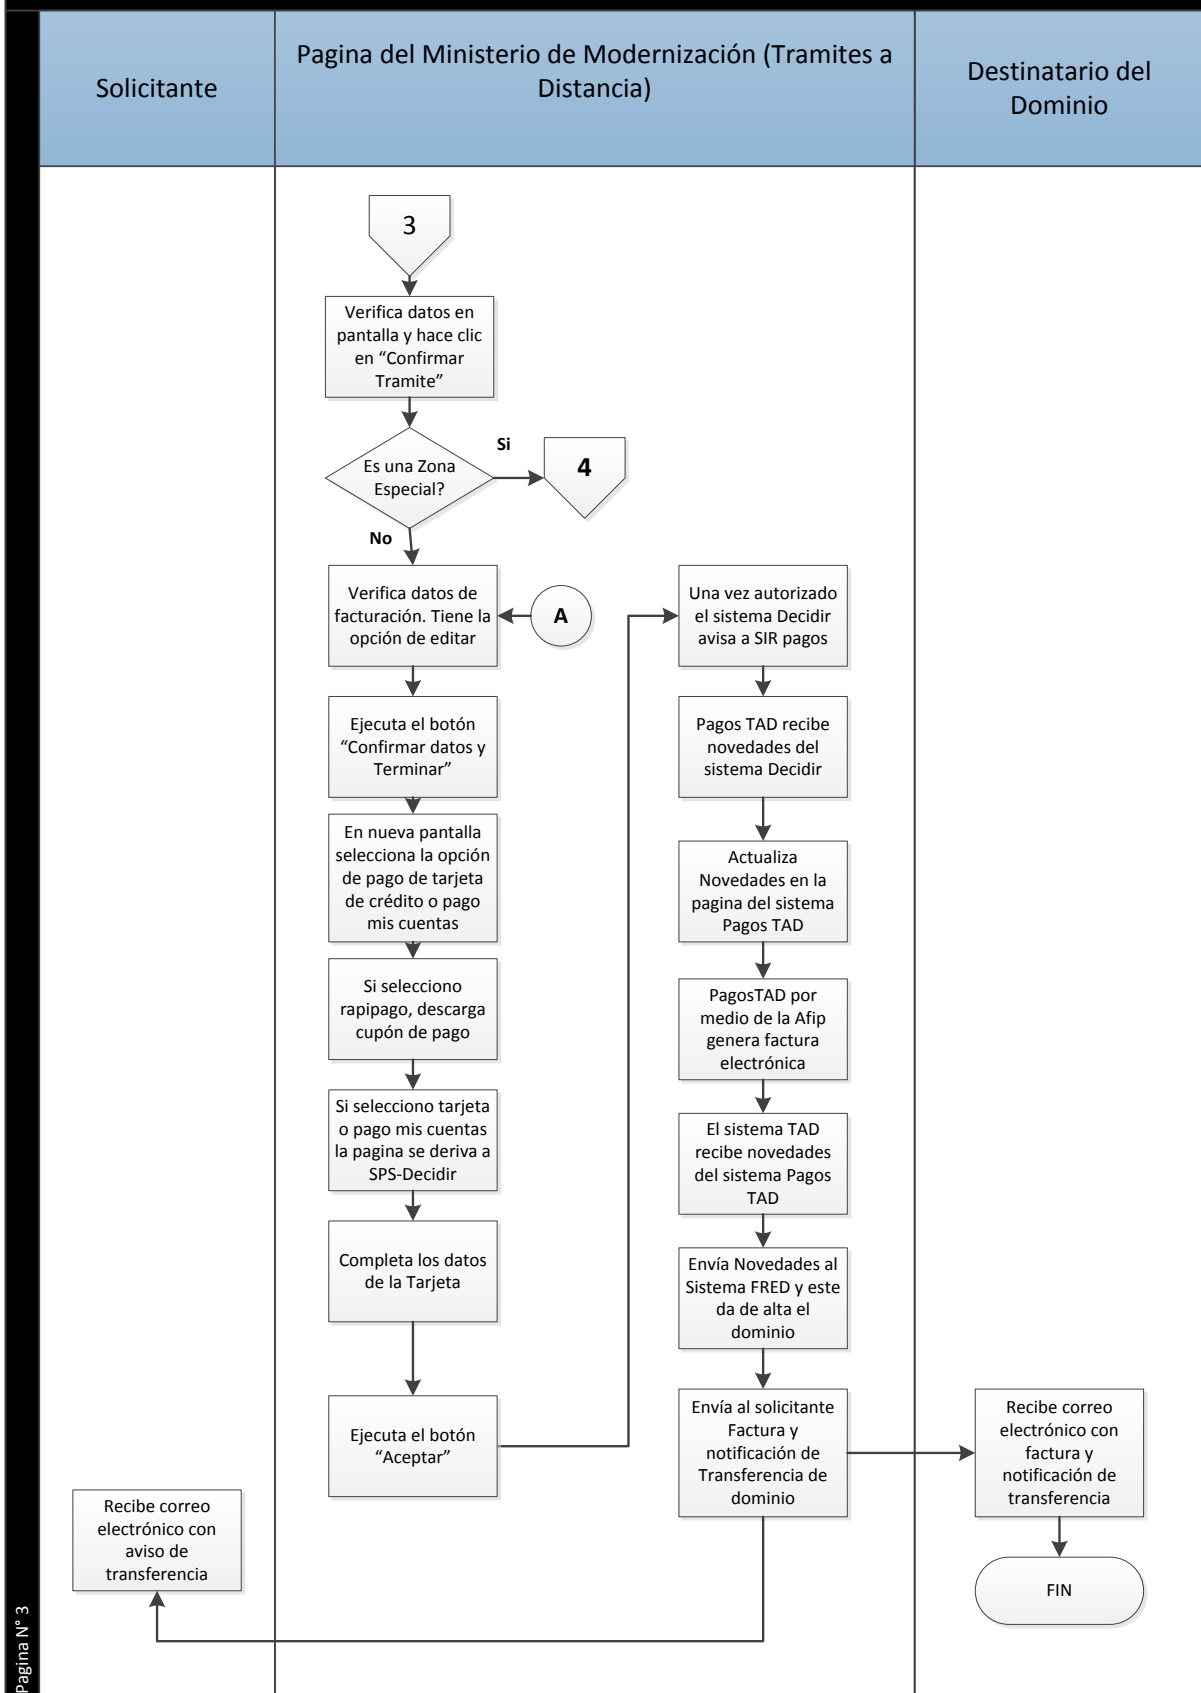 Solicitante
Pagina del Ministerio de Modernización (Tramites a
Distancia)
Destinatario del
Dominio
3
Verifica datos en
pantalla y hace clic
en “Confirmar
Tramite”
Es una Zona
Especial?
Si
4
No
Verifica datos de
facturación. Tiene la
opción de editar
A
Ejecuta el botón
“Confirmar datos y
Terminar”
En nueva pantalla
selecciona la opción
de pago de tarjeta
de crédito o pago
mis cuentas
Si selecciono
rapipago, descarga
cupón de pago
Si selecciono tarjeta
o pago mis cuentas
la pagina se deriva a
SPS-Decidir
Completa los datos
de la Tarjeta
Ejecuta el botón
“Aceptar”
Una vez autorizado
el sistema Decidir
avisa a SIR pagos
Pagos TAD recibe
novedades del
sistema Decidir
Actualiza
Novedades en la
pagina del sistema
Pagos TAD
PagosTAD por
medio de la Afip
genera factura
electrónica
El sistema TAD
recibe novedades
del sistema Pagos
TAD
Envía Novedades al
Sistema FRED y este
da de alta el
dominio
Envía al solicitante
Factura y
notificación de
Transferencia de
dominio
Recibe correo
electrónico con
factura y
notificación de
transferencia
FIN
Recibe correo
electrónico con
aviso de
transferencia
Pagina N° 3